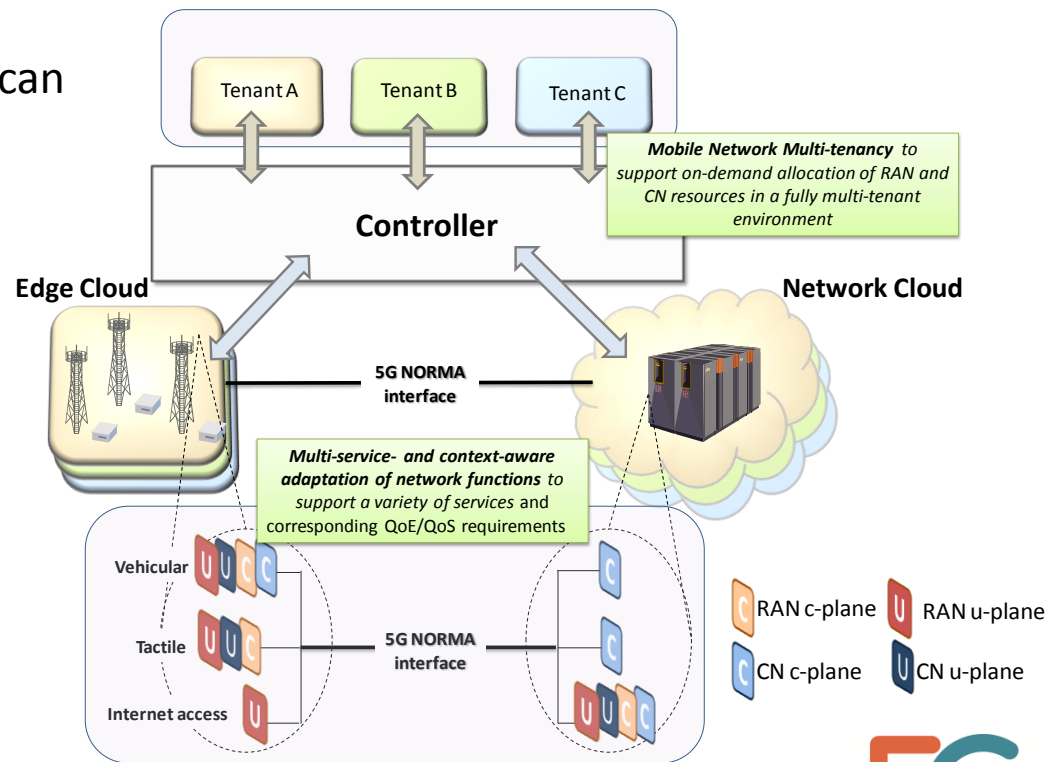 can
Tenant A
Tenant B
Tenant C
Mobile Network Multi-tenancy to
support on-demand allocation of RAN and
CN resources in a fully multi-tenant
environment
Controller
Edge Cloud
Network Cloud
5G NORMA
interface
Multi-service- and context-aware
adaptation of network functions to
support a variety of services and
corresponding QoE/QoS requirements
Vehicular
U U C C
C
Tactile
U U C
5G NORMA
interface
C
Internet access
U
U U C C
C RAN c-plane
U RAN u-plane
C CN c-plane
U CN u-plane